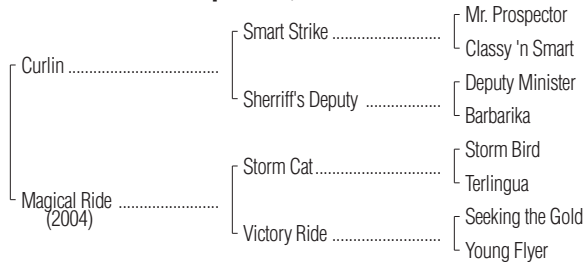 Mr. Prospector
Smart Strike ..............................
Classy 'n Smart
Curlin ..........................................
Deputy Minister
Sherriff's Deputy .....................
Barbarika
Storm Bird
Storm Cat...................................
Terlingua
Magical Ride ............................
(2004)
Seeking the Gold
Victory Ride ..............................
Young Flyer